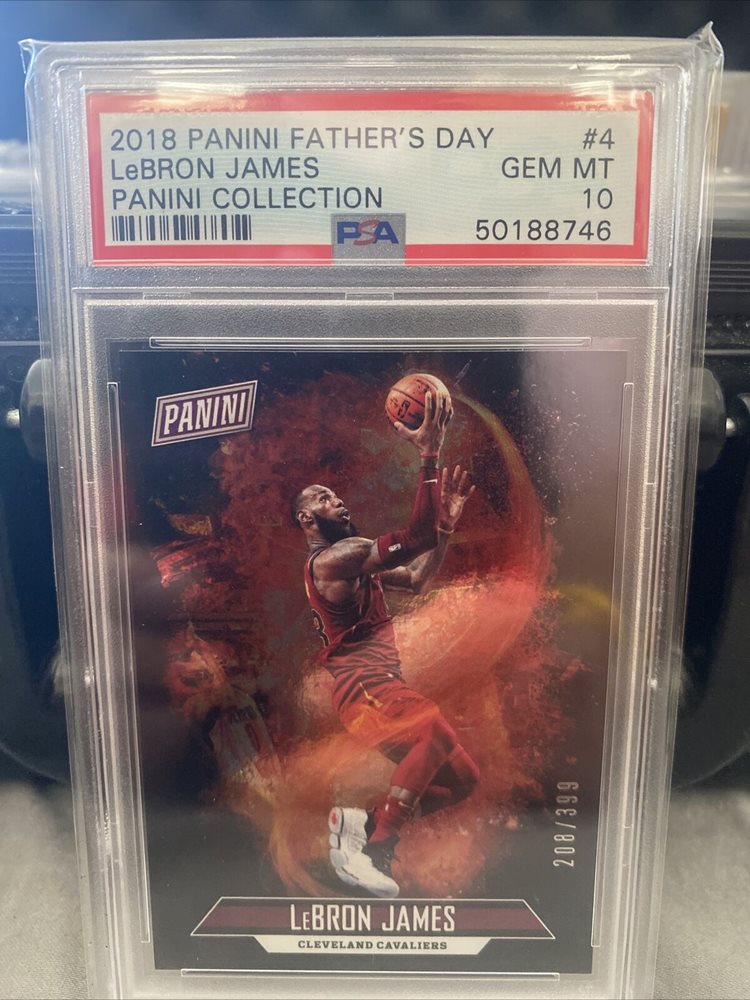 2018 PANINI FATHER'S DAY #4
LeBRON JAMES GEM MT
PANINI COLLECTION 10
PSA 50188746
PANINI
208/399
LeBRON JAMES
CLEVELAND CAVALIERS